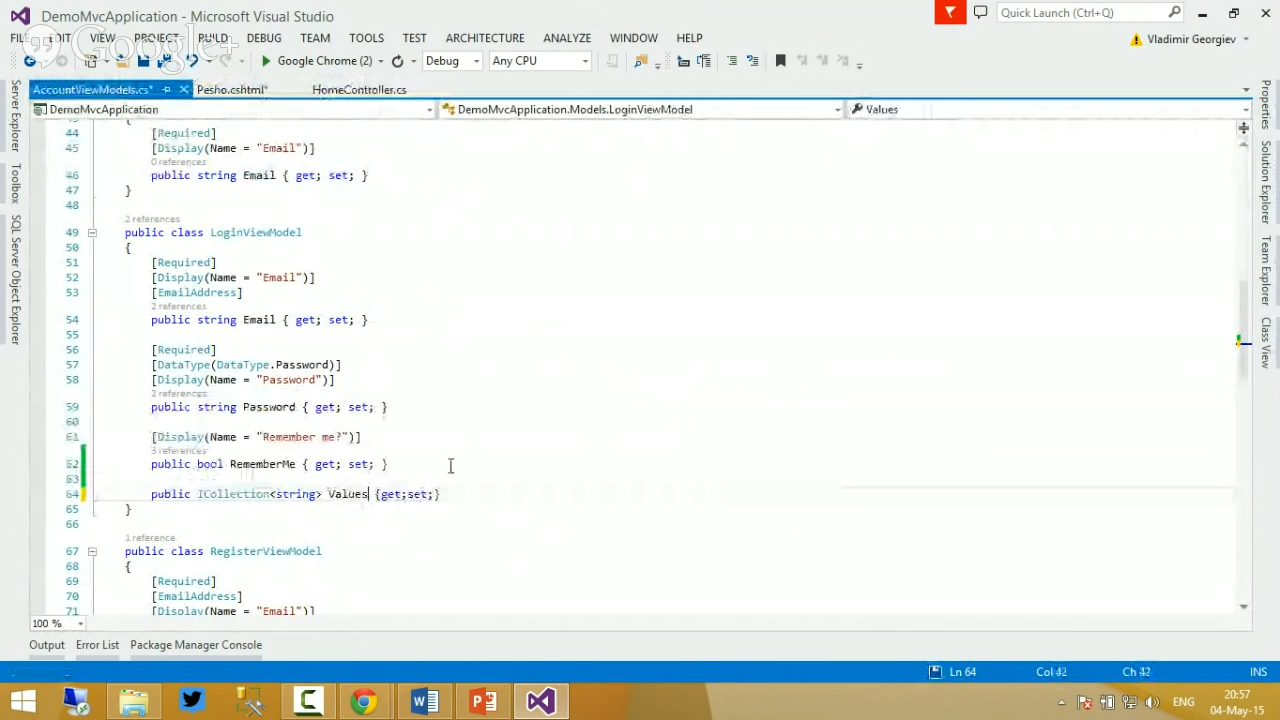 DemoMvcApplication - Microsoft Visual Studio
Quick Launch (Ctrl+Q)
Google+
EDIT VIEW PROJECT BUILD DEBUG TEAM TOOLS TEST ARCHITECTURE ANALYZE WINDOW HELP
Vladimir Georgiev
Google Chrome (2) Debug Any CPU
AccountViewModels.cs* Pesho.cshtml* HomeController.cs
DemoMvcApplication DemoMvcApplication.Models.LoginViewModel Values
Server Explorer
Toolbox
SQL Server Object Explorer
Properties
Solution Explorer
Team Explorer
Class View
{
44 [Required]
45 [Display(Name = "Email")]
0 references
46 public string Email { get; set; }
47 }
48
2 references
49 public class LoginViewModel
50 {
51 [Required]
52 [Display(Name = "Email")]
53 [EmailAddress]
2 references
54 public string Email { get; set; }
55
56 [Required]
57 [DataType(DataType.Password)]
58 [Display(Name = "Password")]
2 references
59 public string Password { get; set; }
60
61 [Display(Name = "Remember me?")]
3 references
62 public bool RememberMe { get; set; }
63
64 public ICollection<string> Values {get;set;}
65 }
66
1 reference
67 public class RegisterViewModel
68 {
69 [Required]
70 [EmailAddress]
71 [Display(Name = "Email")]
100 %
Output Error List Package Manager Console
Ln 64 Col 42 Ch 42 INS
ENG
20:57
04-May-15